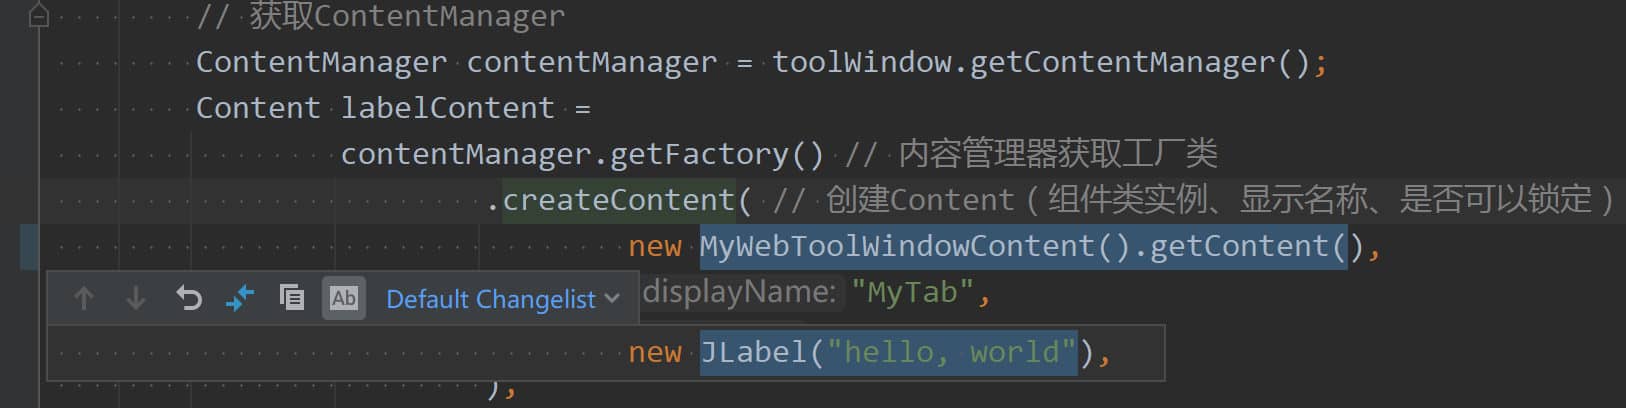 // 获取ContentManager
ContentManager contentManager = toolWindow.getContentManager();
Content labelContent =
contentManager.getFactory() // 内容管理器获取工厂类
.createContent( // 创建Content（组件类实例、显示名称、是否可以锁定）
new MyWebToolWindowContent().getContent(),
Ab Default Changelist displayName: "MyTab",
new JLabel("hello, world"),
);